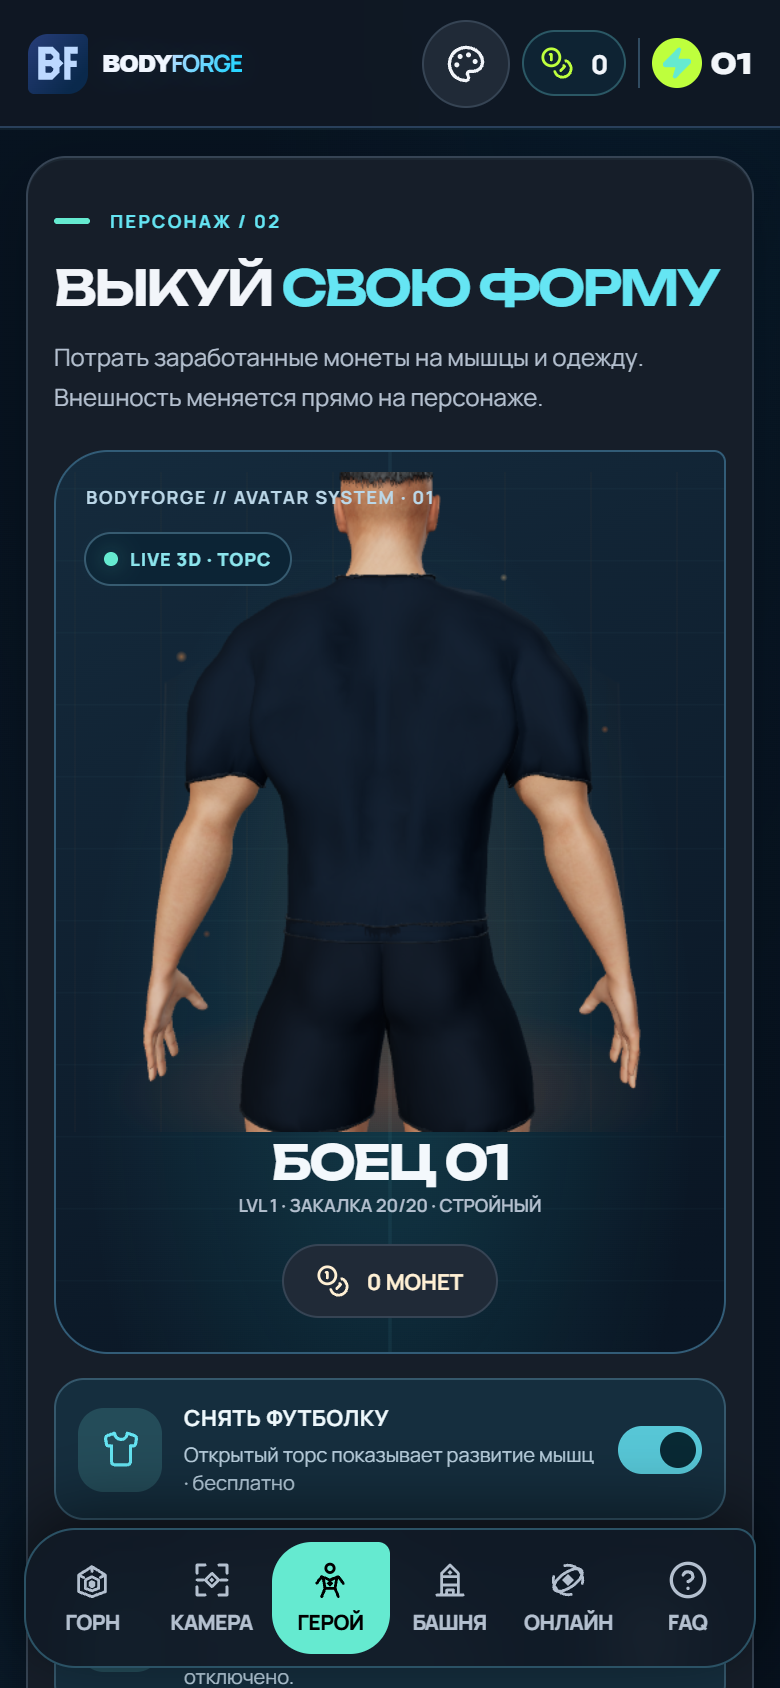 BF BODYFORGE 0 01
ПЕРСОНАЖ / 02
ВЫКУЙ СВОЮ ФОРМУ
Потрать заработанные монеты на мышцы и одежду.
Внешность меняется прямо на персонаже.
BODYFORGE // AVATAR SYSTEM · 01
LIVE 3D · ТОРС
БОЕЦ 01
LVL 1 · ЗАКАЛКА 20/20 · СТРОЙНЫЙ
0 МОНЕТ
СНЯТЬ ФУТБОЛКУ
Открытый торс показывает развитие мышц
· бесплатно
ГОРН КАМЕРА ГЕРОЙ БАШНЯ ОНЛАЙН FAQ
отключено.